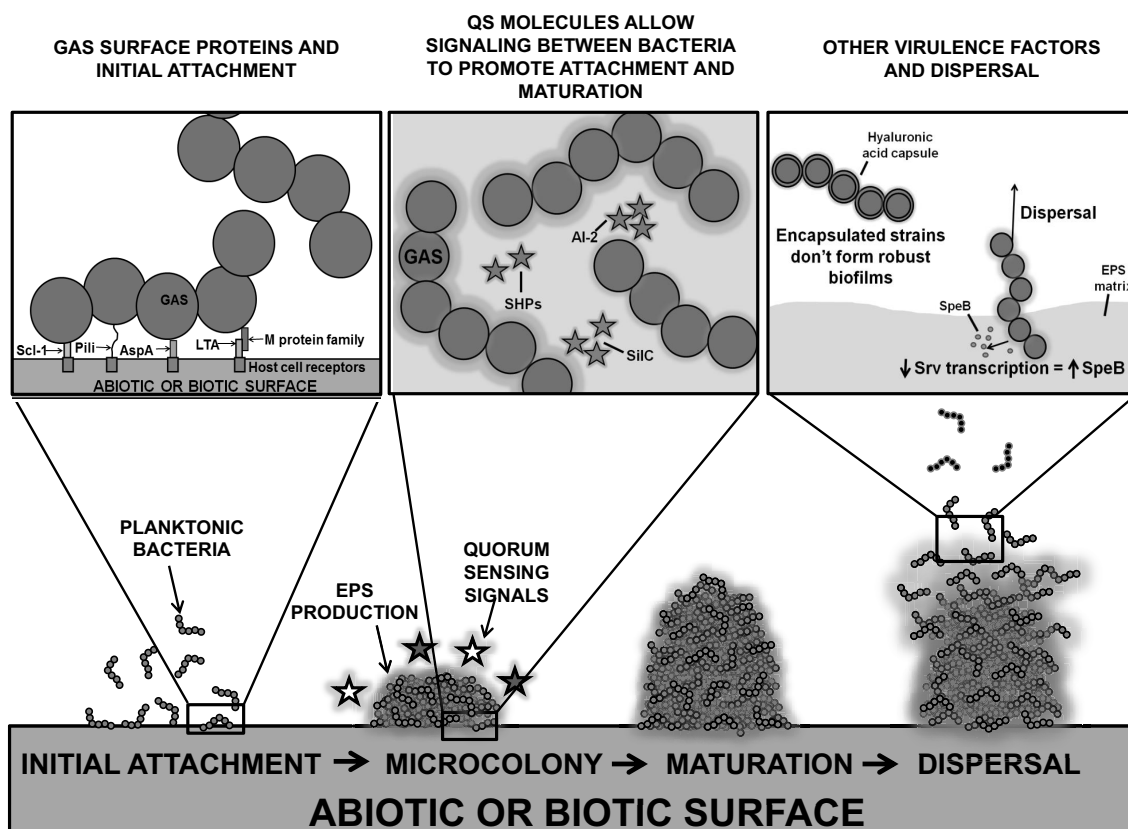 GAS SURFACE PROTEINS AND
INITIAL ATTACHMENT
QS MOLECULES ALLOW
SIGNALING BETWEEN BACTERIA
TO PROMOTE ATTACHMENT AND
MATURATION
OTHER VIRULENCE FACTORS
AND DISPERSAL
GAS
Scl-1
Pili
AspA
LTA
M protein family
Host cell receptors
ABIOTIC OR BIOTIC SURFACE
GAS
AI-2
SHPs
SilC
Hyaluronic
acid capsule
Dispersal
Encapsulated strains
don't form robust
biofilms
EPS
matrix
SpeB
↓ Srv transcription = ↑ SpeB
PLANKTONIC
BACTERIA
EPS
PRODUCTION
QUORUM
SENSING
SIGNALS
INITIAL ATTACHMENT → MICROCOLONY → MATURATION → DISPERSAL
ABIOTIC OR BIOTIC SURFACE